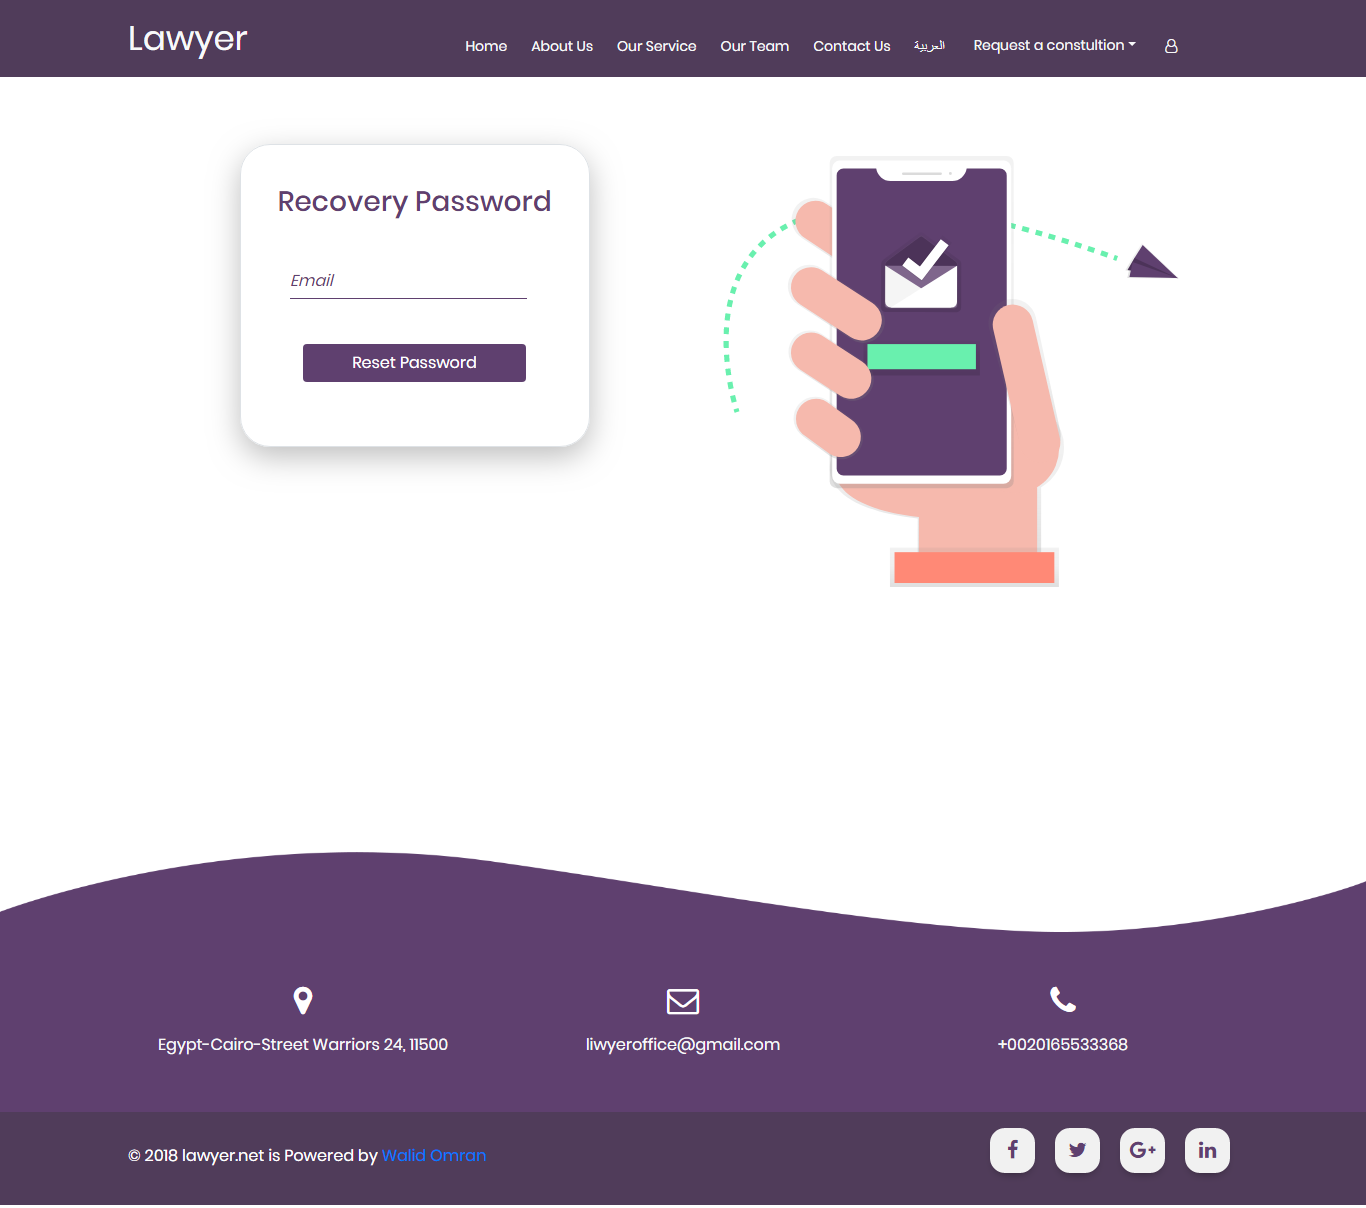 Lawyer
Home
About Us
Our Service
Our Team
Contact Us
العربية
Request a constultion
Recovery Password
Email
Reset Password
Egypt-Cairo-Street Warriors 24, 11500
liwyeroffice@gmail.com
+0020165533368
© 2018 lawyer.net is Powered by Walid Omran